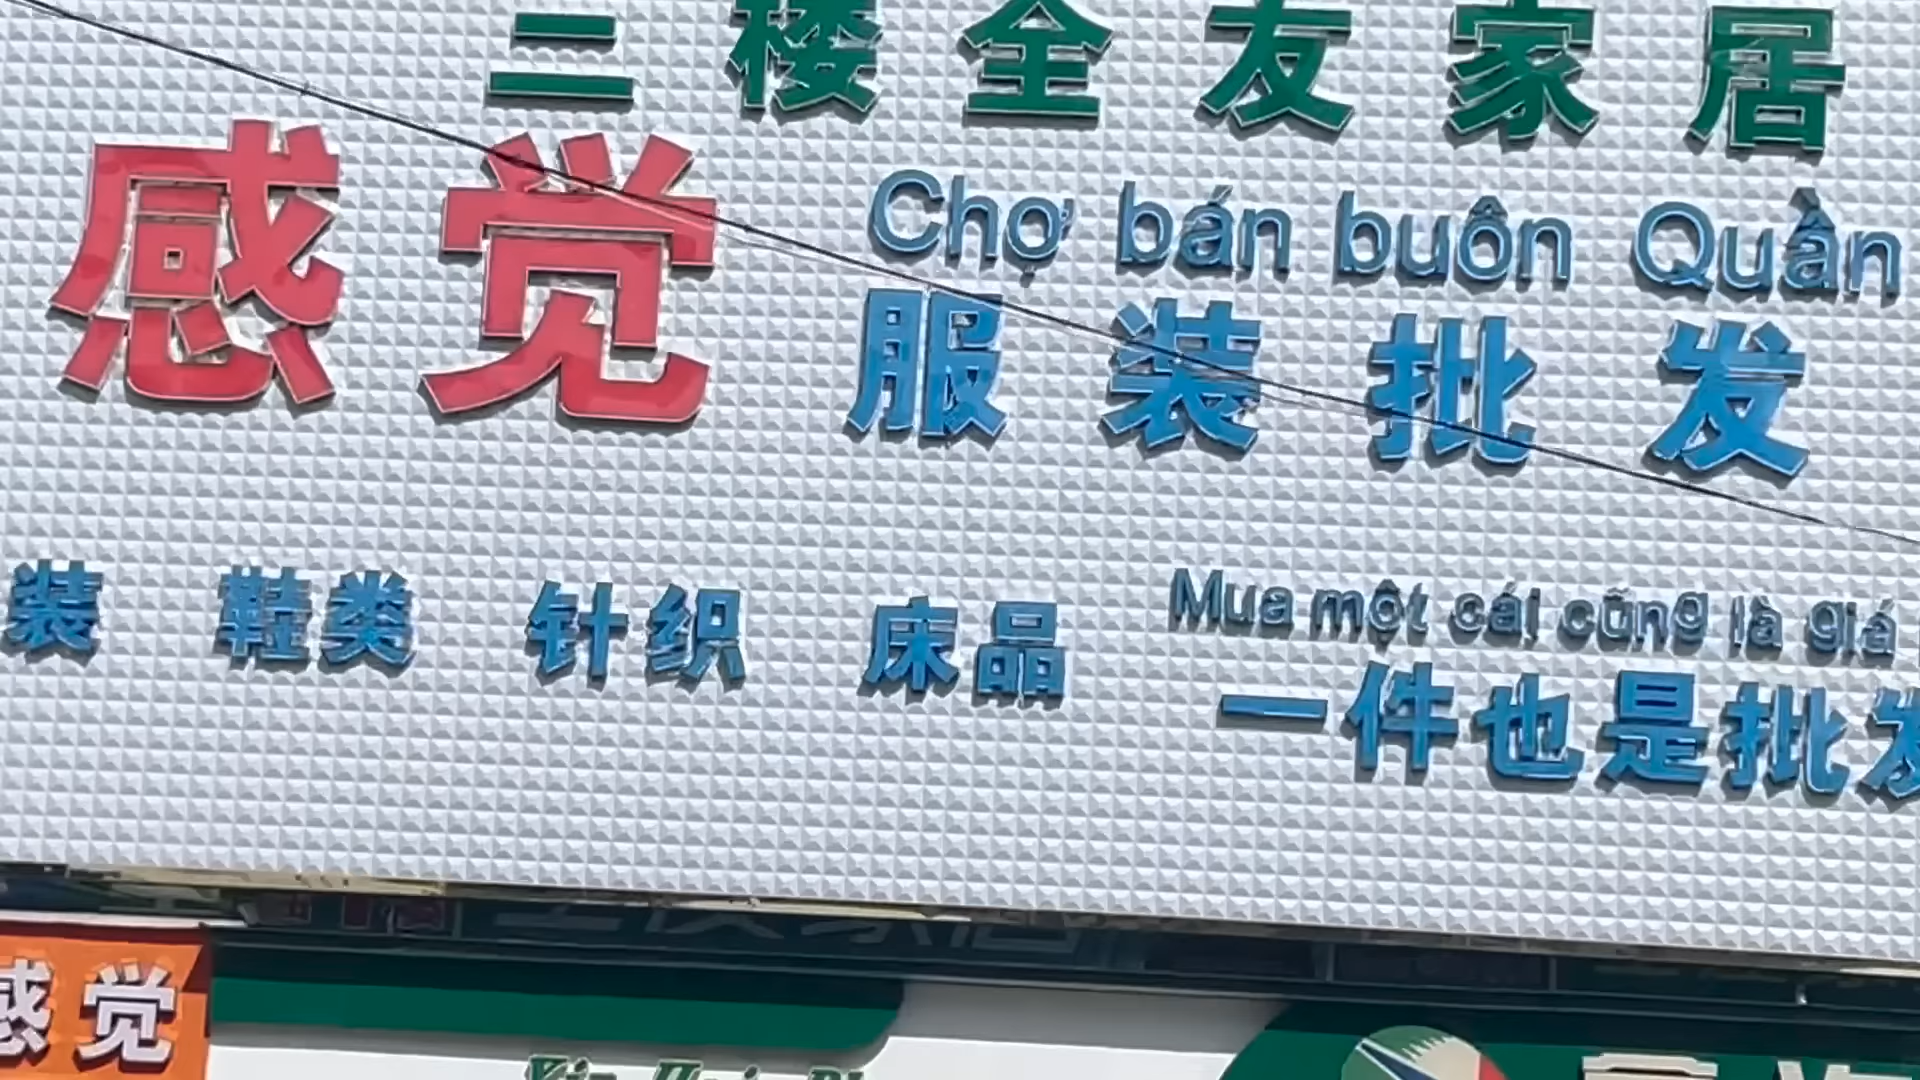 楼全友家居
感觉
Chợ bán buôn Quần
服装批发
装 鞋类 针织 床品
Mua một cái cũng là giá
一件也是批发
感觉